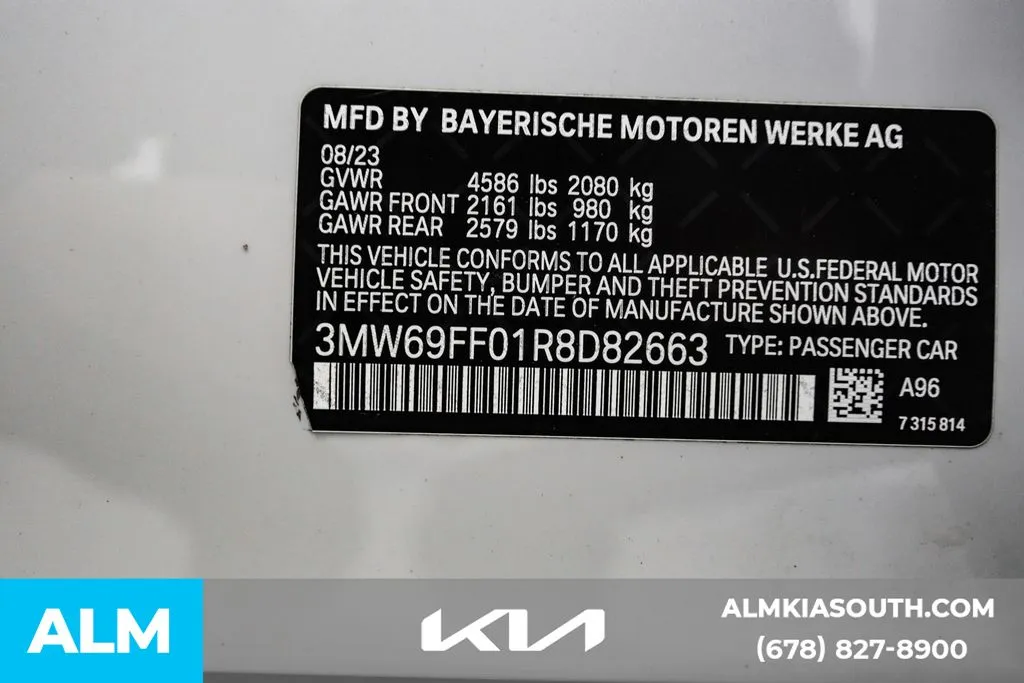 MFD BY BAYERISCHE MOTOREN WERKE AG
08/23
GVWR 4586 lbs 2080 kg
GAWR FRONT 2161 lbs 980 kg
GAWR REAR 2579 lbs 1170 kg
THIS VEHICLE CONFORMS TO ALL APPLICABLE U.S.FEDERAL MOTOR
VEHICLE SAFETY, BUMPER AND THEFT PREVENTION STANDARDS
IN EFFECT ON THE DATE OF MANUFACTURE SHOWN ABOVE.
3MW69FF01R8D82663 TYPE: PASSENGER CAR
A96
7 315 814
ALM
KIA
ALMKIASOUTH.COM
(678) 827-8900